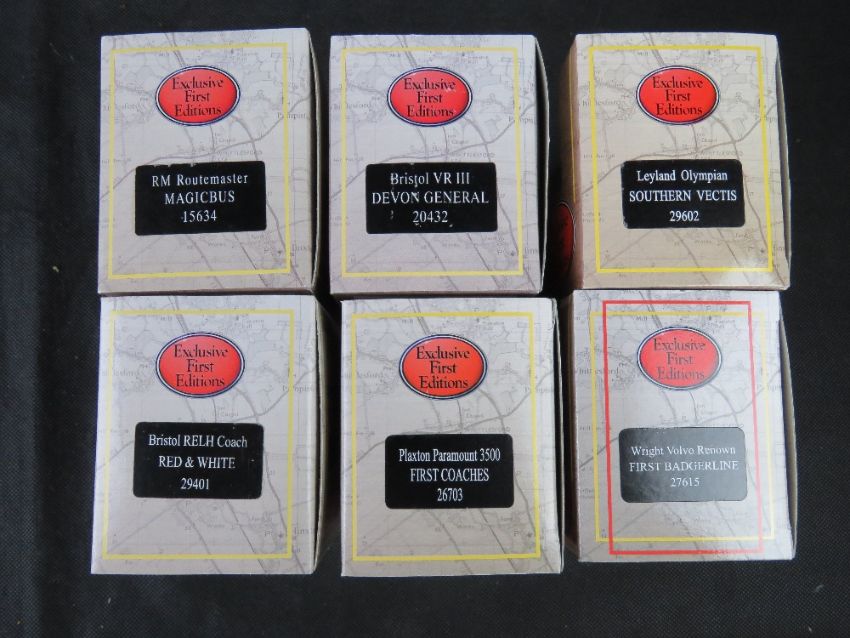 Exclusive
First
Editions
RM Routemaster
MAGICBUS
15634
Exclusive
First
Editions
Bristol VR III
DEVON GENERAL
20432
Exclusive
First
Editions
Leyland Olympian
SOUTHERN VECTIS
29602
Exclusive
First
Editions
Bristol RELH Coach
RED & WHITE
29401
Exclusive
First
Editions
Plaxton Paramount 3500
FIRST COACHES
26703
Exclusive
First
Editions
Wright Volvo Renown
FIRST BADGERLINE
27615